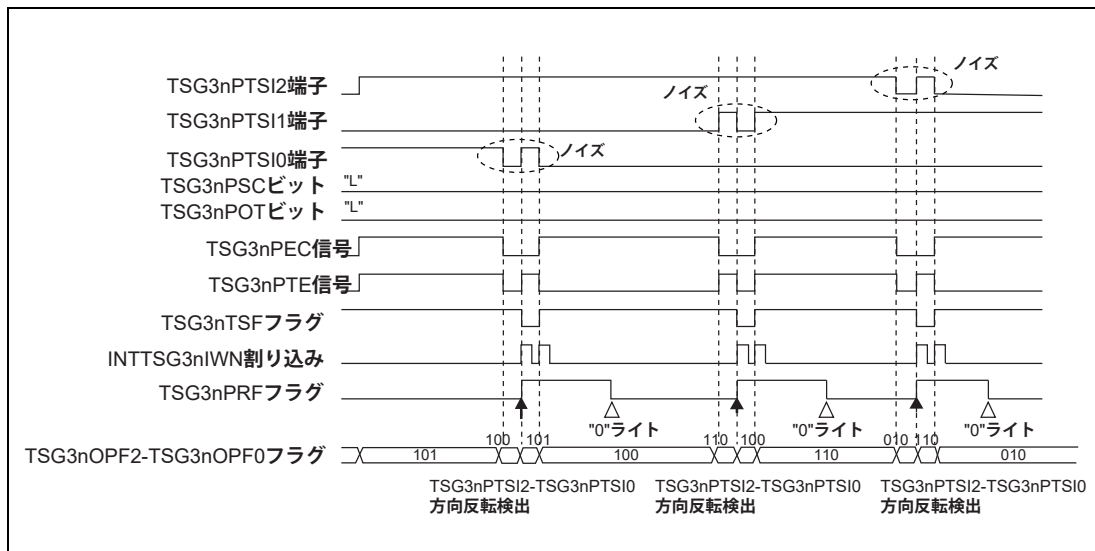 TSG3nPTSI2端子
ノイズ
TSG3nPTSI1端子
ノイズ
TSG3nPTSI0端子
ノイズ
TSG3nPSCビット "L"
TSG3nPOTビット "L"
TSG3nPEC信号
TSG3nPTE信号
TSG3nTSFフラグ
INTTSG3nIWN割り込み
TSG3nPRFフラグ
"0"ライト "0"ライト "0"ライト
100 101 110 100 010 110
TSG3nOPF2-TSG3nOPF0フラグ 101 100 110 010
TSG3nPTSI2-TSG3nPTSI0 TSG3nPTSI2-TSG3nPTSI0 TSG3nPTSI2-TSG3nPTSI0
方向反転検出 方向反転検出 方向反転検出